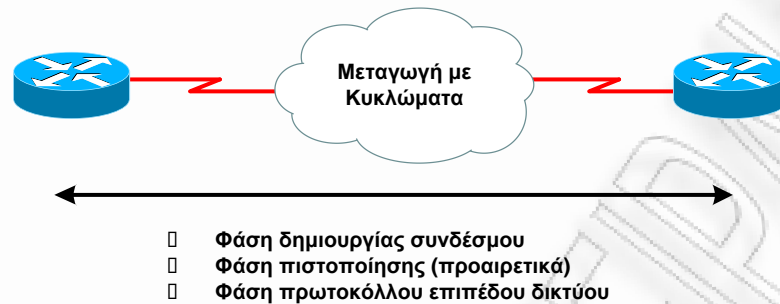 Μεταγωγή με
Κυκλώματα
Φάση δημιουργίας συνδέσμου
Φάση πιστοποίησης (προαιρετικά)
Φάση πρωτοκόλλου επιπέδου δικτύου